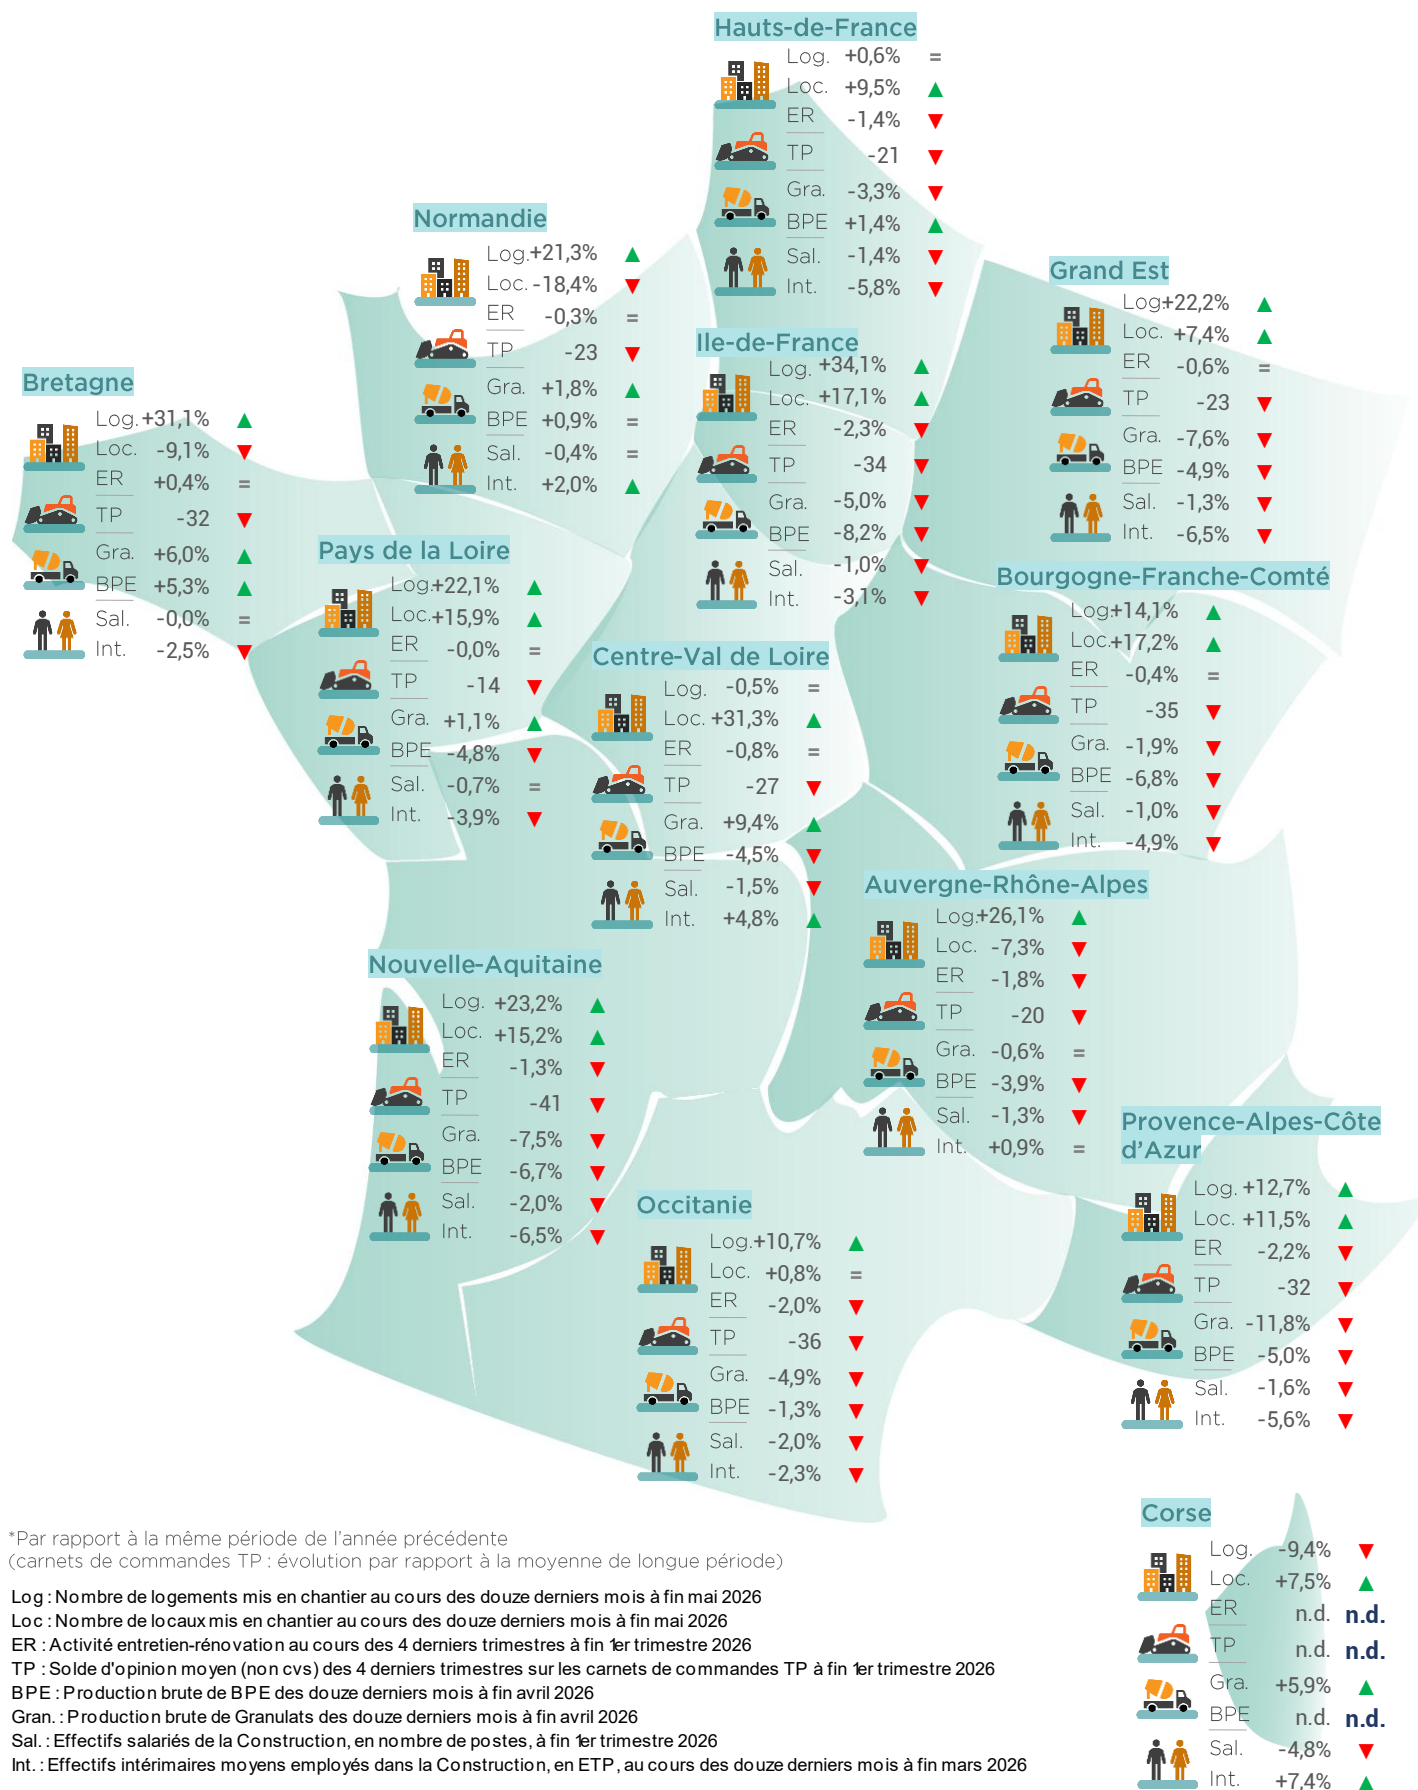 Hauts-de-France
Log. +0,6% =
Loc. +9,5% ▲
ER -1,4% ▼
TP -21 ▼
Gra. -3,3% ▼
BPE +1,4% ▲
Sal. -1,4% ▼
Int. -5,8% ▼
Normandie
Log. +21,3% ▲
Loc. -18,4% ▼
ER -0,3% =
TP -23 ▼
Gra. +1,8% ▲
BPE +0,9% =
Sal. -0,4% =
Int. +2,0% ▲
Grand Est
Log. +22,2% ▲
Loc. +7,4% ▲
ER -0,6% =
TP -23 ▼
Gra. -7,6% ▼
BPE -4,9% ▼
Sal. -1,3% ▼
Int. -6,5% ▼
Ile-de-France
Log. +34,1% ▲
Loc. +17,1% ▲
ER -2,3% ▼
TP -34 ▼
Gra. -5,0% ▼
BPE -8,2% ▼
Sal. -1,0% ▼
Int. -3,1% ▼
Bretagne
Log. +31,1% ▲
Loc. -9,1% ▼
ER +0,4% =
TP -32 ▼
Gra. +6,0% ▲
BPE +5,3% ▲
Sal. -0,0% =
Int. -2,5% ▼
Pays de la Loire
Log. +22,1% ▲
Loc. +15,9% ▲
ER -0,0% =
TP -14 ▼
Gra. +1,1% ▲
BPE -4,8% ▼
Sal. -0,7% =
Int. -3,9% ▼
Bourgogne-Franche-Comté
Log. +14,1% ▲
Loc. +17,2% ▲
ER -0,4% =
TP -35 ▼
Gra. -1,9% ▼
BPE -6,8% ▼
Sal. -1,0% ▼
Int. -4,9% ▼
Centre-Val de Loire
Log. -0,5% =
Loc. +31,3% ▲
ER -0,8% =
TP -27 ▼
Gra. +9,4% ▲
BPE -4,5% ▼
Sal. -1,5% ▼
Int. +4,8% ▲
Auvergne-Rhône-Alpes
Log. +26,1% ▲
Loc. -7,3% ▼
ER -1,8% ▼
TP -20 ▼
Gra. -0,6% =
BPE -3,9% ▼
Sal. -1,3% ▼
Int. +0,9% =
Nouvelle-Aquitaine
Log. +23,2% ▲
Loc. +15,2% ▲
ER -1,3% ▼
TP -41 ▼
Gra. -7,5% ▼
BPE -6,7% ▼
Sal. -2,0% ▼
Int. -6,5% ▼
Provence-Alpes-Côte
d’Azur
Log. +12,7% ▲
Loc. +11,5% ▲
ER -2,2% ▼
TP -32 ▼
Gra. -11,8% ▼
BPE -5,0% ▼
Sal. -1,6% ▼
Int. -5,6% ▼
Occitanie
Log. +10,7% ▲
Loc. +0,8% =
ER -2,0% ▼
TP -36 ▼
Gra. -4,9% ▼
BPE -1,3% ▼
Sal. -2,0% ▼
Int. -2,3% ▼
Corse
Log. -9,4% ▼
Loc. +7,5% ▲
ER n.d. n.d.
TP n.d. n.d.
Gra. +5,9% ▲
BPE n.d. n.d.
Sal. -4,8% ▼
Int. +7,4% ▲
*Par rapport à la même période de l’année précédente
(carnets de commandes TP : évolution par rapport à la moyenne de longue période)
Log : Nombre de logements mis en chantier au cours des douze derniers mois à fin mai 2026
Loc : Nombre de locaux mis en chantier au cours des douze derniers mois à fin mai 2026
ER : Activité entretien-rénovation au cours des 4 derniers trimestres à fin 1er trimestre 2026
TP : Solde d'opinion moyen (non cvs) des 4 derniers trimestres sur les carnets de commandes TP à fin 1er trimestre 2026
BPE : Production brute de BPE des douze derniers mois à fin avril 2026
Gran. : Production brute de Granulats des douze derniers mois à fin avril 2026
Sal. : Effectifs salariés de la Construction, en nombre de postes, à fin 1er trimestre 2026
Int. : Effectifs intérimaires moyens employés dans la Construction, en ETP, au cours des douze derniers mois à fin mars 2026